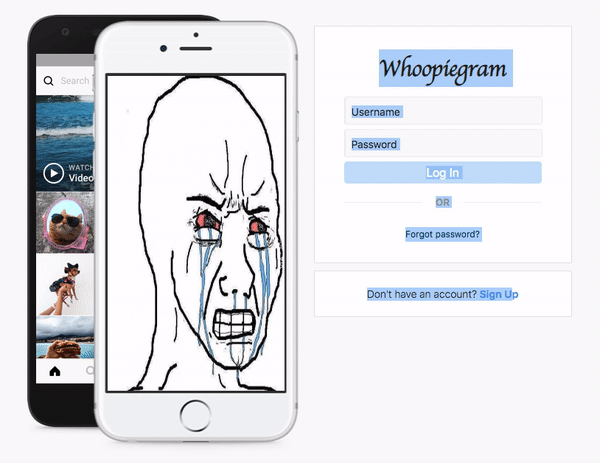 Search
WATCH
Video
Whoopiegram
Username
Password
Log In
OR
Forgot password?
Don't have an account? Sign Up